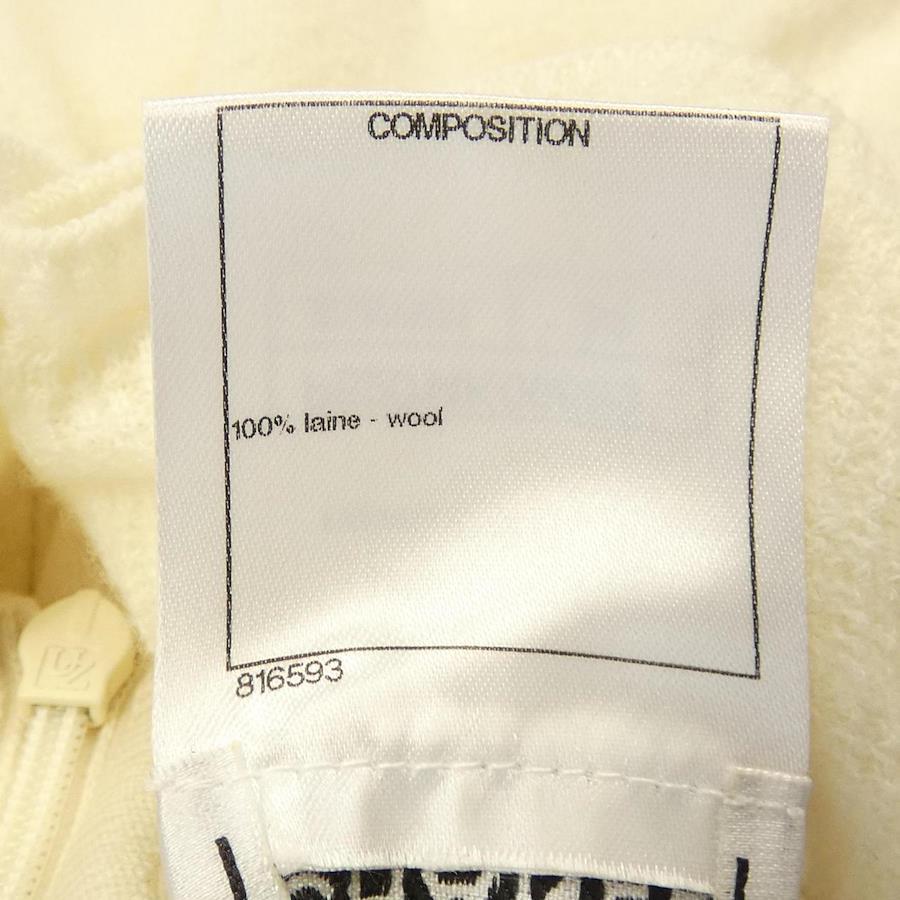 COMPOSITION
100% laine - wool
816593